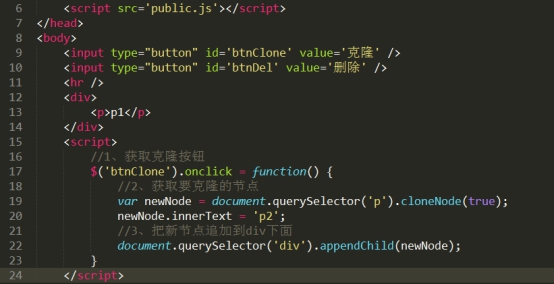 6 <script src='public.js'></script>
7 </head>
8 <body>
9 <input type="button" id='btnClone' value='克隆' />
10 <input type="button" id='btnDel' value='删除' />
11 <hr />
12 <div>
13 <p>p1</p>
14 </div>
15 <script>
16 //1、获取克隆按钮
17 $('btnClone').onclick = function() {
18 //2、获取要克隆的节点
19 var newNode = document.querySelector('p').cloneNode(true);
20 newNode.innerText = 'p2';
21 //3、把新节点追加到div下面
22 document.querySelector('div').appendChild(newNode);
23 }
24 </script>